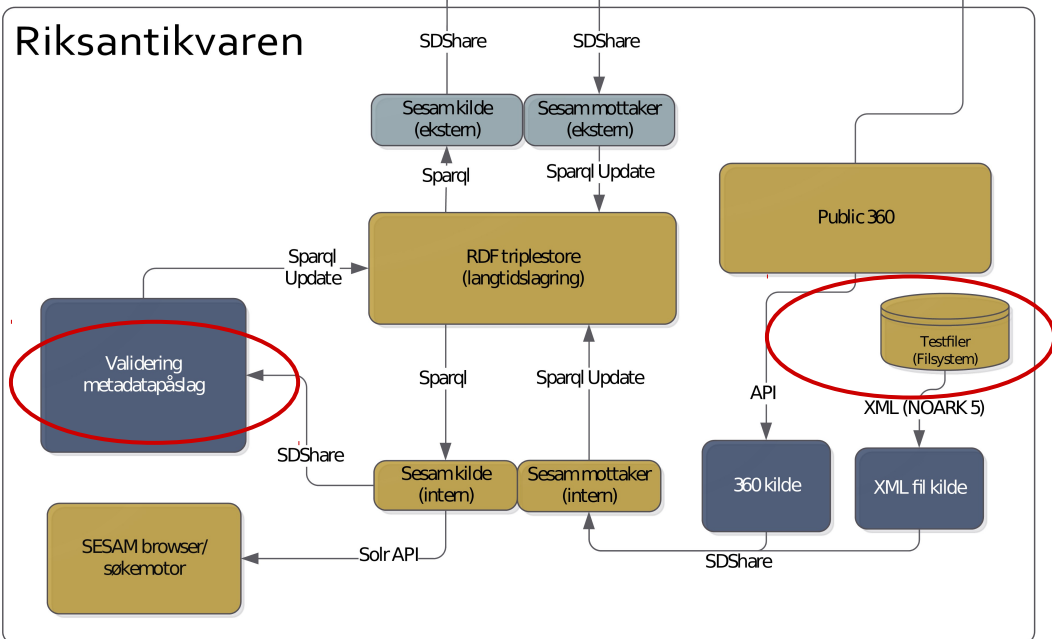 Riksantikvaren
SDShare
SDShare
Sesam kilde
(ekstern)
Sesam mottaker
(ekstern)
Sparql
Sparql Update
Public 360
RDF triplestore
(langtidslagring)
Sparql
Update
Testfiler
(Filsystem)
Validering
metadatapåslag
Sparql
Sparql Update
API
XML (NOARK 5)
SDShare
Sesam kilde
(intern)
Sesam mottaker
(intern)
360 kilde
XML fil kilde
SESAM browser/
søkemotor
Solr API
SDShare